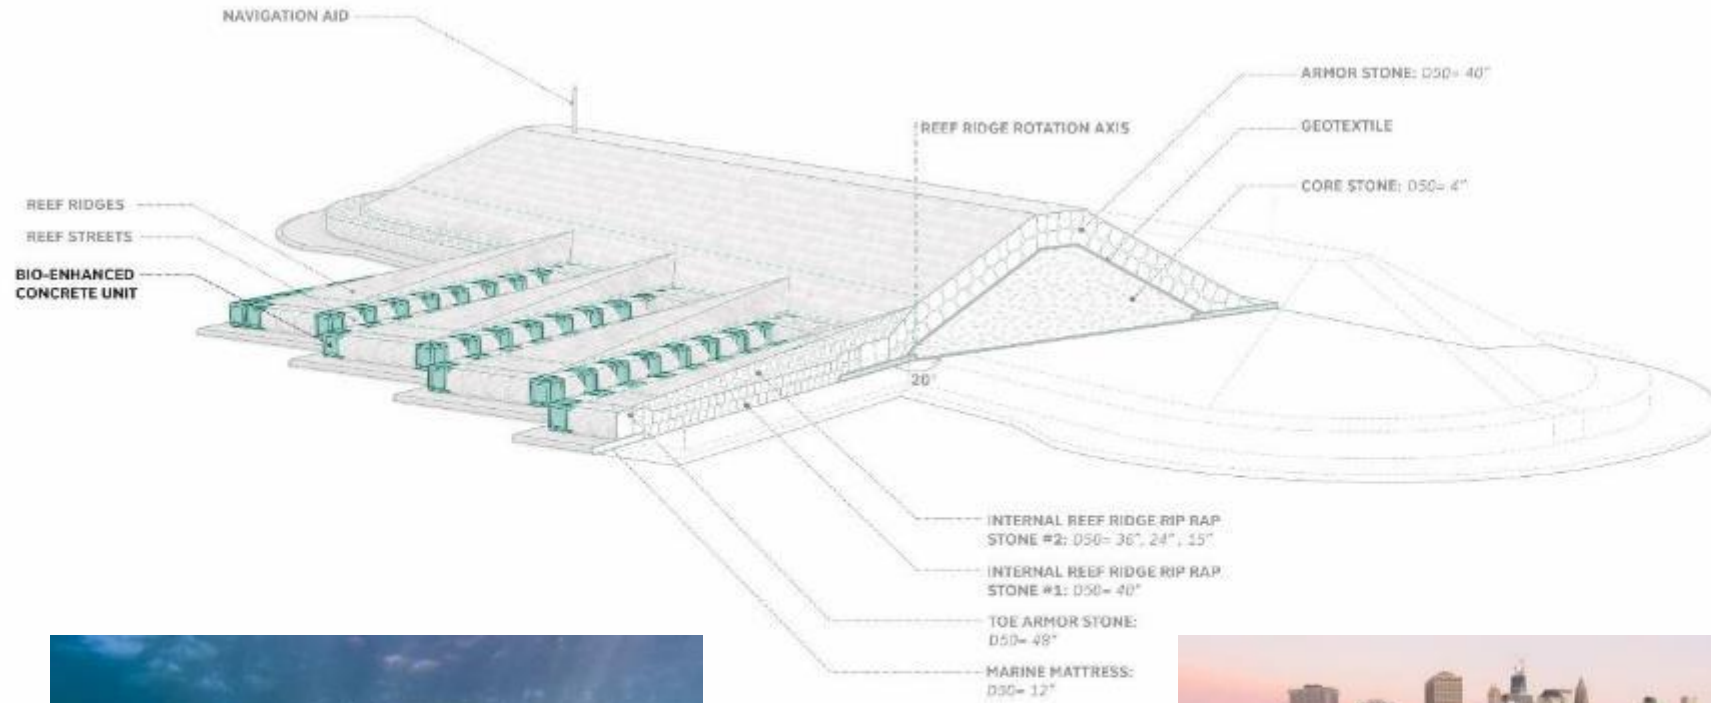 NAVIGATION AID
ARMOR STONE: D50= 40"
REEF RIDGE ROTATION AXIS
GEOTEXTILE
CORE STONE: D50= 4"
REEF RIDGES
REEF STREETS
BIO-ENHANCED
CONCRETE UNIT
20°
INTERNAL REEF RIDGE RIP RAP
STONE #2: D50= 36", 24", 15"
INTERNAL REEF RIDGE RIP RAP
STONE #1: D50= 40"
TOE ARMOR STONE:
D50= 48"
MARINE MATTRESS:
D50= 12"